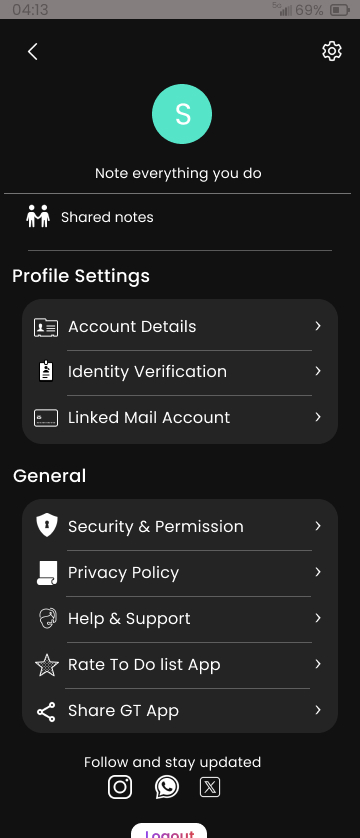 04:13
5G 69%
S
Note everything you do
Shared notes
Profile Settings
Account Details
Identity Verification
Linked Mail Account
General
Security & Permission
Privacy Policy
Help & Support
Rate To Do list App
Share GT App
Follow and stay updated
Logout